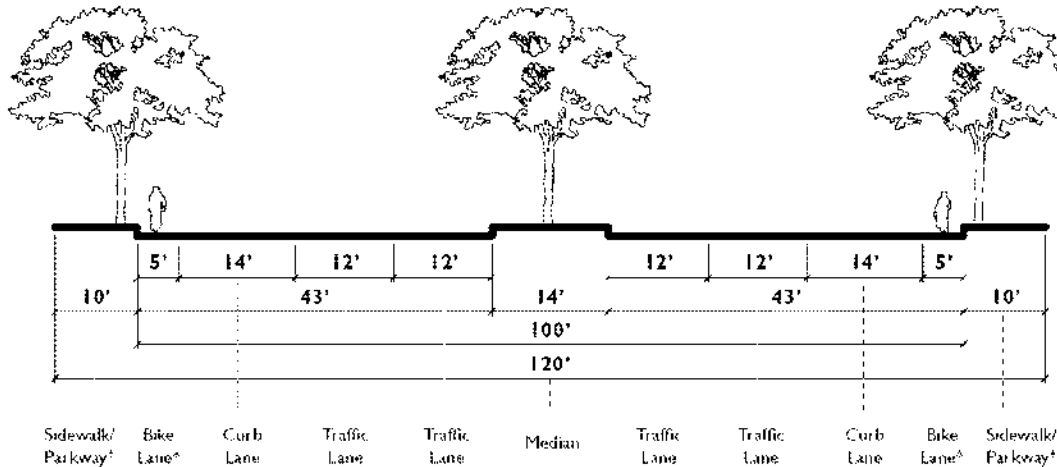 5' 14' 12' 12' 12' 12' 14' 5'
10' 43' 14' 43' 10'
100'
120'
Sidewalk/ Bike Curb Traffic Traffic Median Traffic Traffic Curb Bike Sidewalk/
Parkway* Lane* Lane Lane Lane Lane Lane Lane Lane* Parkway*